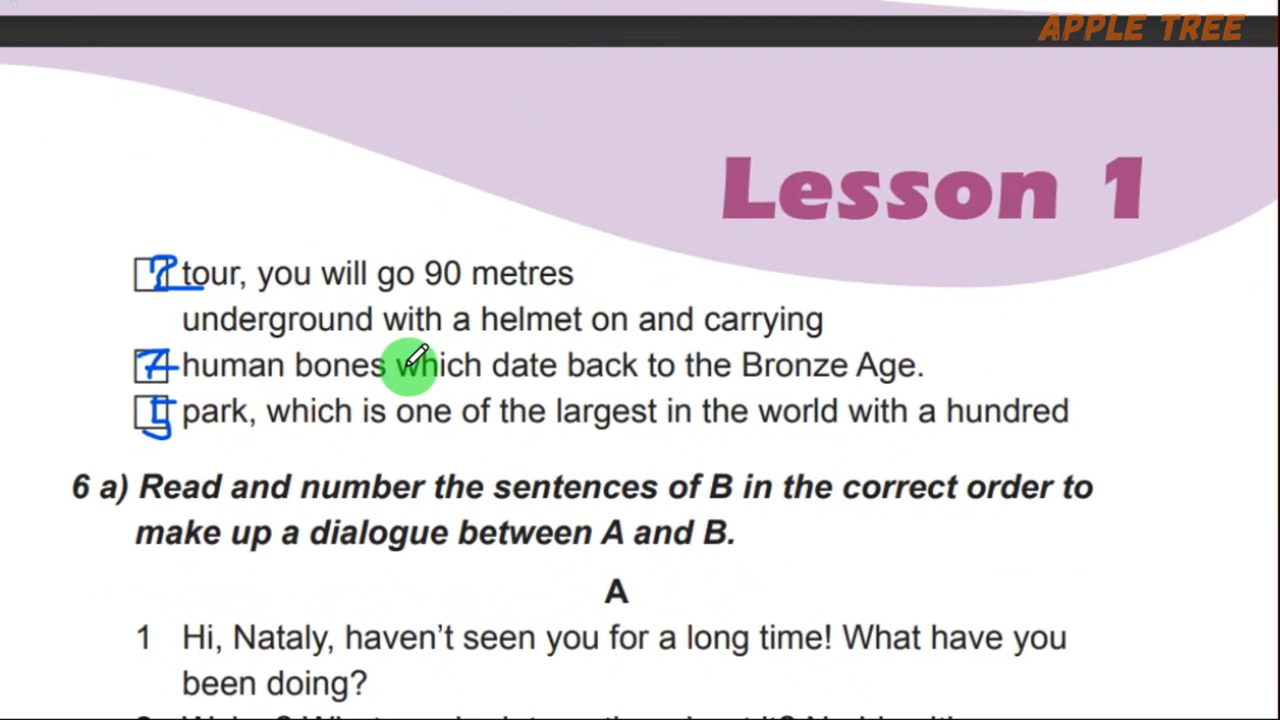 APPLE TREE
Lesson 1
2 tour, you will go 90 metres
underground with a helmet on and carrying
7 human bones which date back to the Bronze Age.
5 park, which is one of the largest in the world with a hundred
6 a) Read and number the sentences of B in the correct order to
make up a dialogue between A and B.
A
1 Hi, Nataly, haven't seen you for a long time! What have you
been doing?